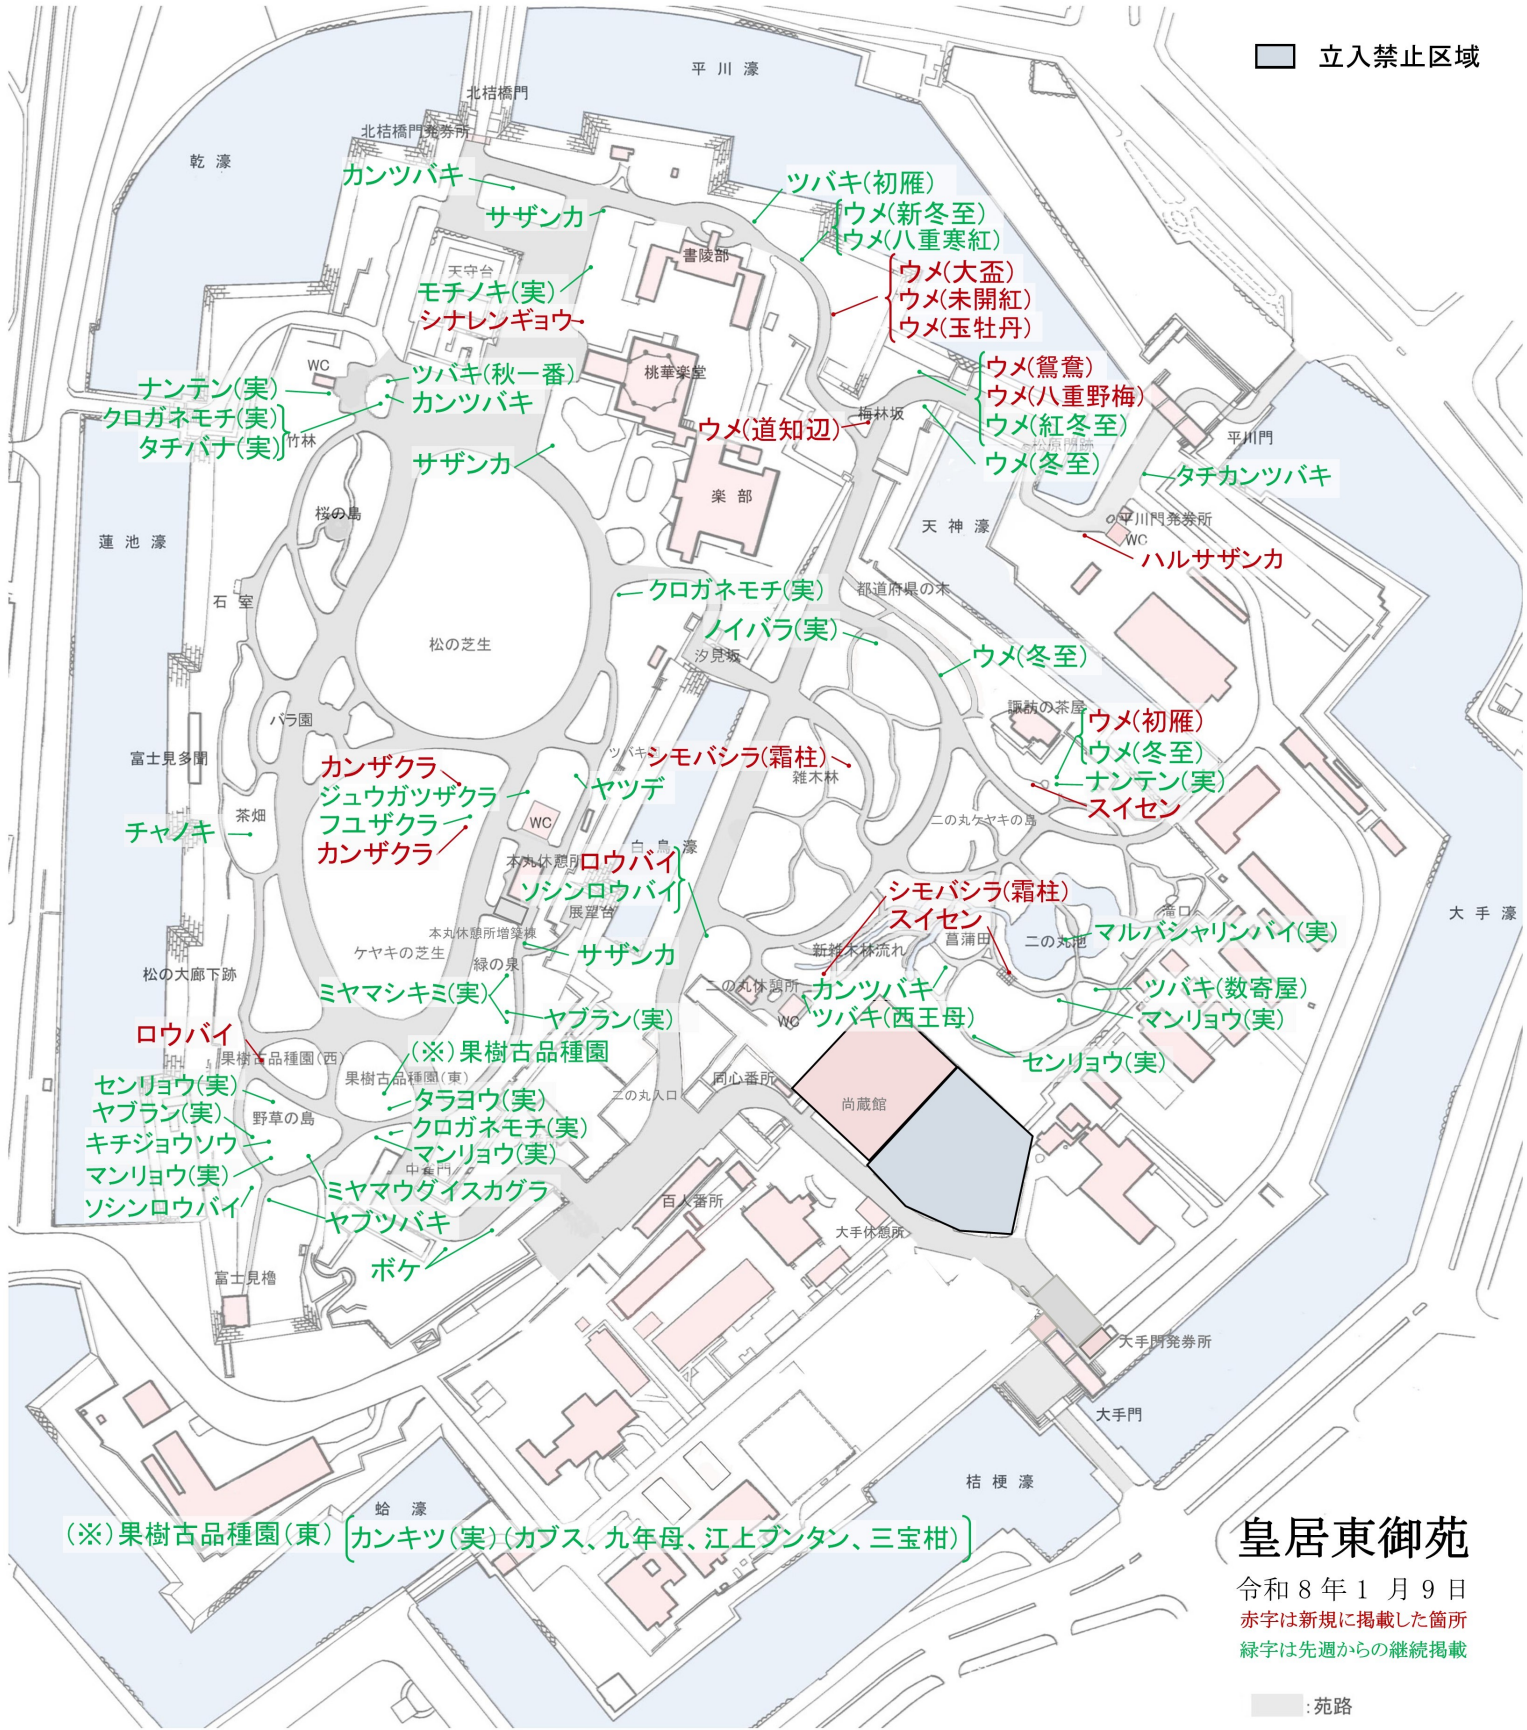 立入禁止区域
平川濠
北桔橋門
北桔橋門発券所
乾濠
カンツバキ
サザンカ
ツバキ(初雁)
ウメ(新冬至)
ウメ(八重寒紅)
書陵部
天守台
モチノキ(実)
シナレンギョウ
ウメ(大盃)
ウメ(未開紅)
ウメ(玉牡丹)
WC
ツバキ(秋一番)
カンツバキ
ナンテン(実)
クロガネモチ(実)
タチバナ(実)
竹林
桃華楽堂
ウメ(鴛鴦)
ウメ(八重野梅)
ウメ(紅冬至)
ウメ(冬至)
梅林坂
ウメ(道知辺)
平川門
タチカンツバキ
サザンカ
楽部
桜の島
蓮池濠
天神濠
平川門発券所
WC
ハルサザンカ
石室
クロガネモチ(実)
都道府県の木
ノイバラ(実)
松の芝生
汐見坂
ウメ(冬至)
諏訪の茶屋
ウメ(初雁)
ウメ(冬至)
ナンテン(実)
スイセン
バラ園
富士見多聞
カンザクラ
ジュウガツザクラ
フユザクラ
カンザクラ
シモバシラ(霜柱)
雑木林
ヤツデ
WC
茶畑
チャノキ
二の丸ケヤキの島
白鳥濠
本丸休憩所
ロウバイ
ソシンロウバイ
展望台
シモバシラ(霜柱)
スイセン
滝口
大手濠
本丸休憩所増築棟
サザンカ
ケヤキの芝生
緑の泉
新雑木林流れ
菖蒲田
二の丸池
マルバシャリンバイ(実)
松の大廊下跡
ミヤマシキミ(実)
ヤブラン(実)
二の丸休憩所
WC
カンツバキ
ツバキ(西王母)
ツバキ(数寄屋)
マンリョウ(実)
センリョウ(実)
ロウバイ
果樹古品種園(西)
(※)果樹古品種園
果樹古品種園(東)
センリョウ(実)
ヤブラン(実)
キチジョウソウ
マンリョウ(実)
ソシンロウバイ
野草の島
タラヨウ(実)
クロガネモチ(実)
マンリョウ(実)
中雀門
ミヤマウグイスカグラ
ヤブツバキ
ボケ
二の丸入口
同心番所
尚蔵館
百人番所
大手休憩所
富士見櫓
大手門発券所
大手門
桔梗濠
蛤濠
(※)果樹古品種園(東) カンキツ(実)(カブス、九年母、江上ブンタン、三宝柑)
皇居東御苑
令和8年1月9日
赤字は新規に掲載した箇所
緑字は先週からの継続掲載
:苑路